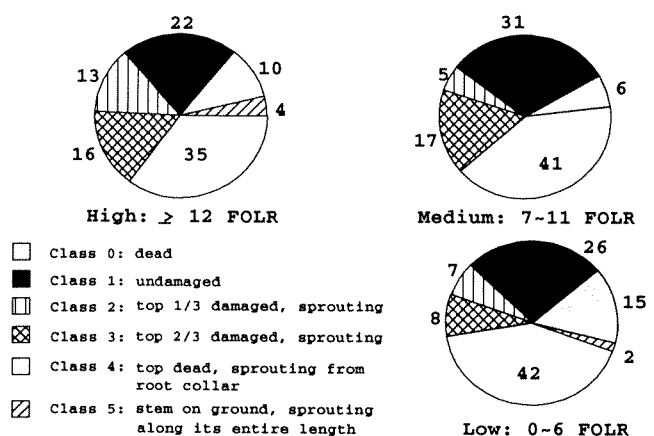 22
10
13
4
16
35
High: ≥ 12 FOLR
31
5
6
17
41
Medium: 7~11 FOLR
Class 0: dead
Class 1: undamaged
Class 2: top 1/3 damaged, sprouting
Class 3: top 2/3 damaged, sprouting
Class 4: top dead, sprouting from
root collar
Class 5: stem on ground, sprouting
along its entire length
26
7
15
8
2
42
Low: 0~6 FOLR